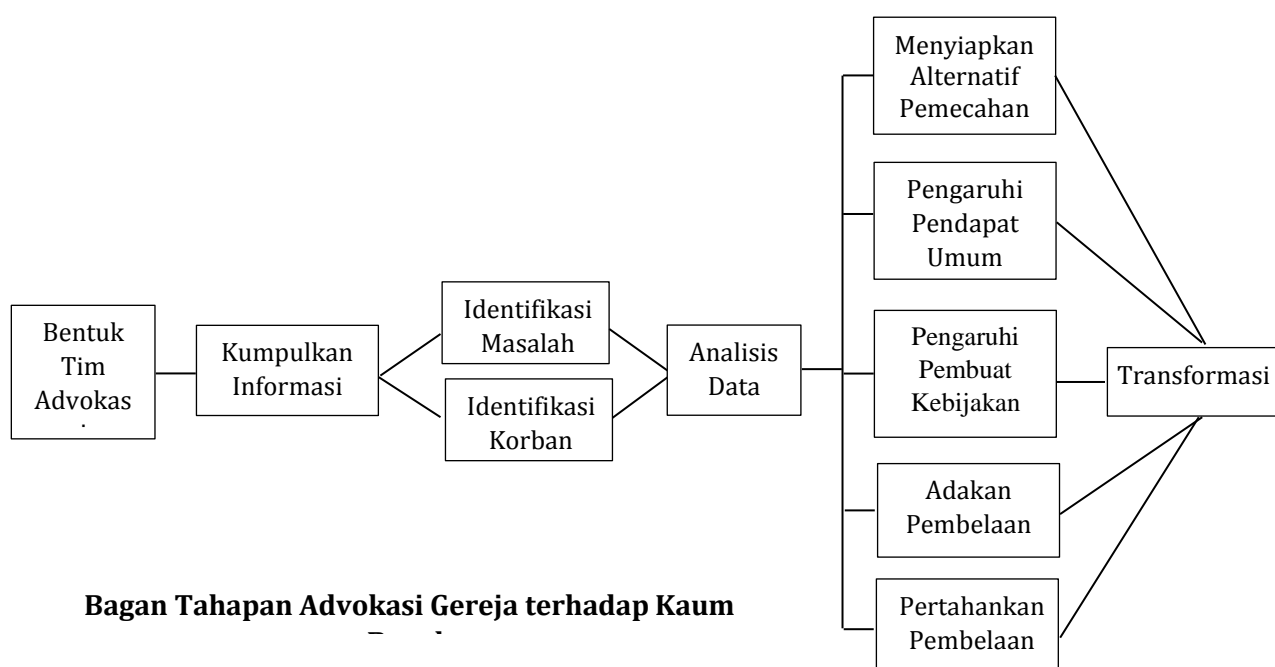 Bentuk
Tim
Advokas
Kumpulkan
Informasi
Identifikasi
Masalah
Identifikasi
Korban
Analisis
Data
Menyiapkan
Alternatif
Pemecahan
Pengaruhi
Pendapat
Umum
Pengaruhi
Pembuat
Kebijakan
Adakan
Pembelaan
Pertahankan
Pembelaan
Transformasi
Bagan Tahapan Advokasi Gereja terhadap Kaum